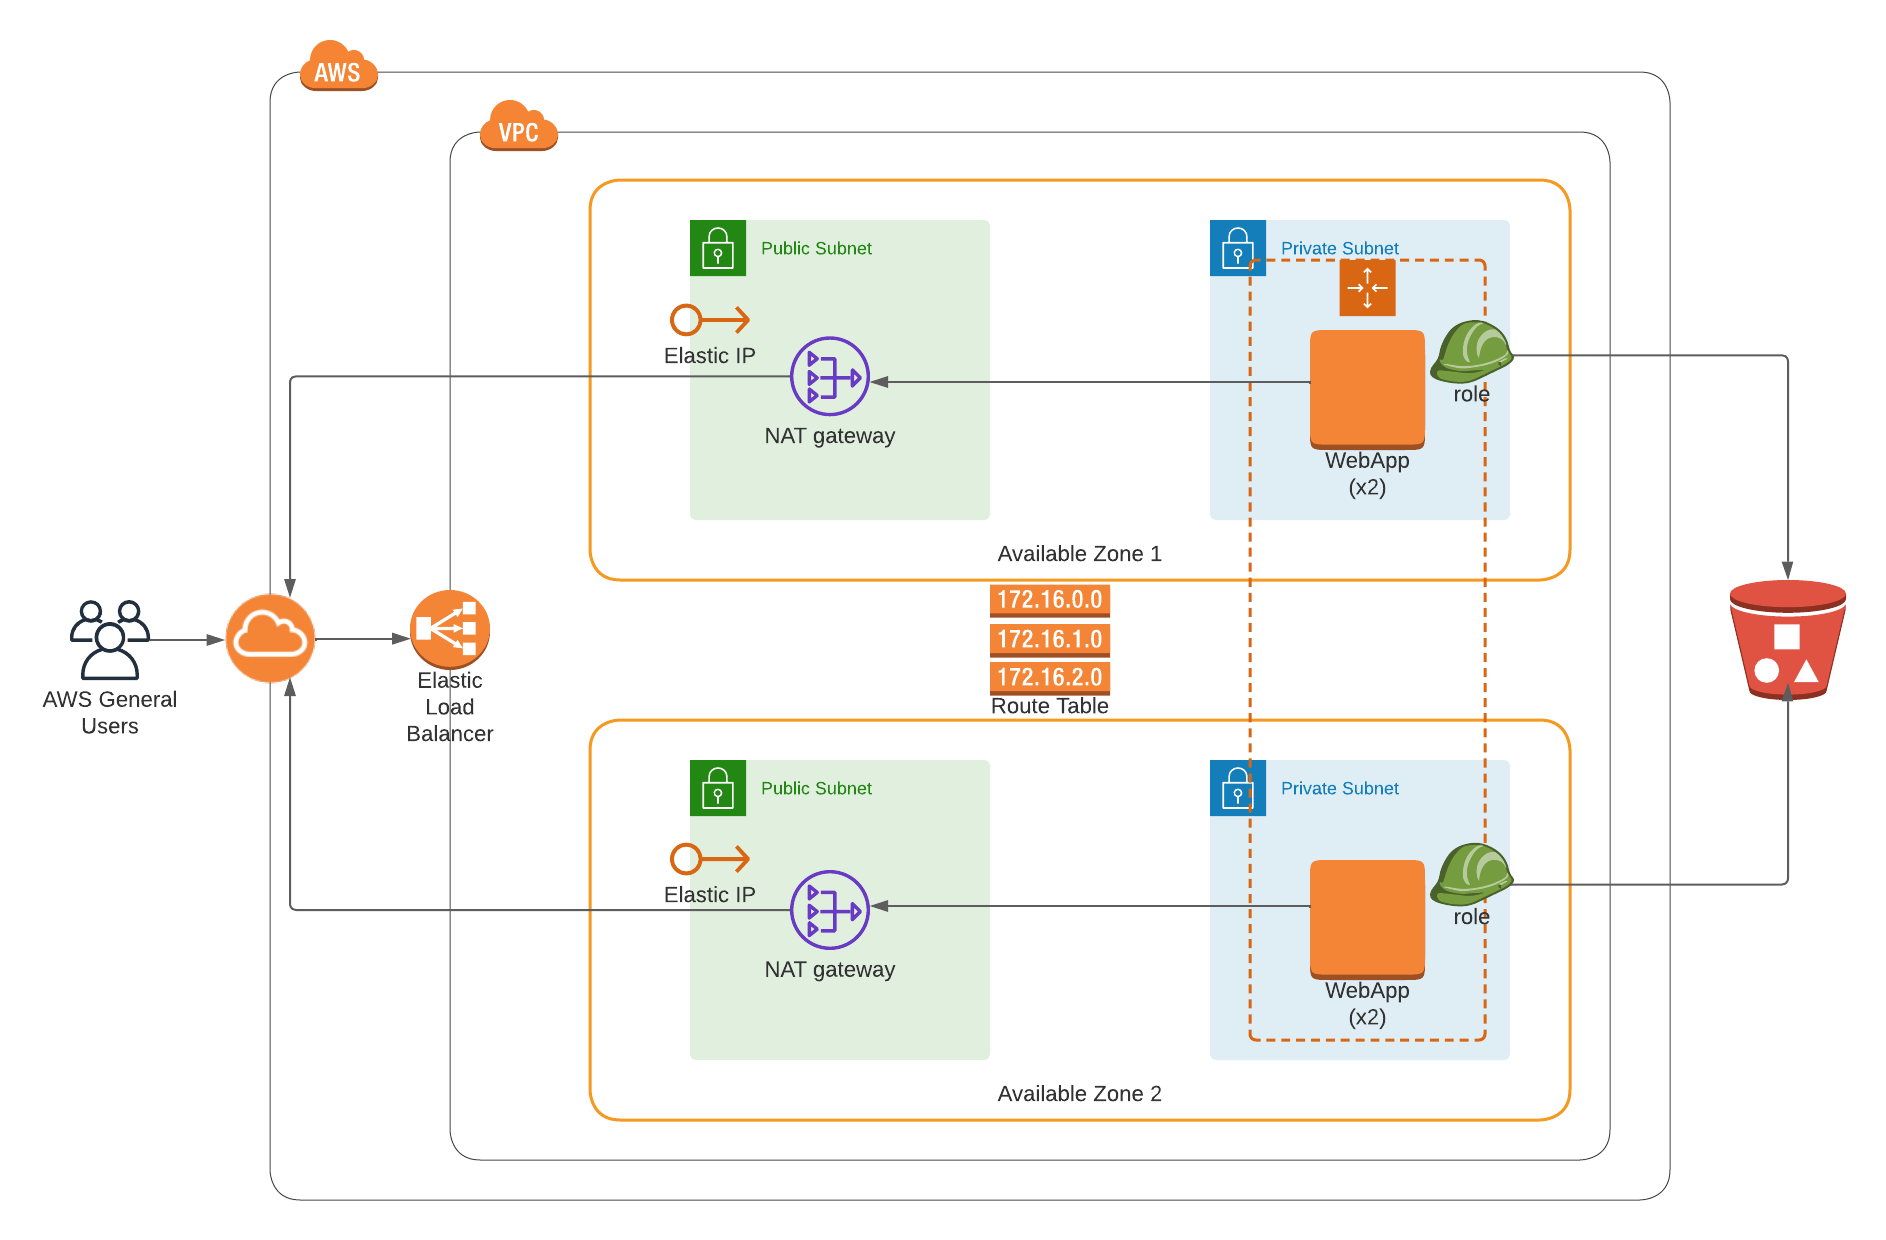 AWS
VPC
Public Subnet
Private Subnet
Elastic IP
role
NAT gateway
WebApp
(x2)
Available Zone 1
172.16.0.0
172.16.1.0
172.16.2.0
Route Table
AWS General
Users
Elastic
Load
Balancer
Public Subnet
Private Subnet
Elastic IP
role
NAT gateway
WebApp
(x2)
Available Zone 2